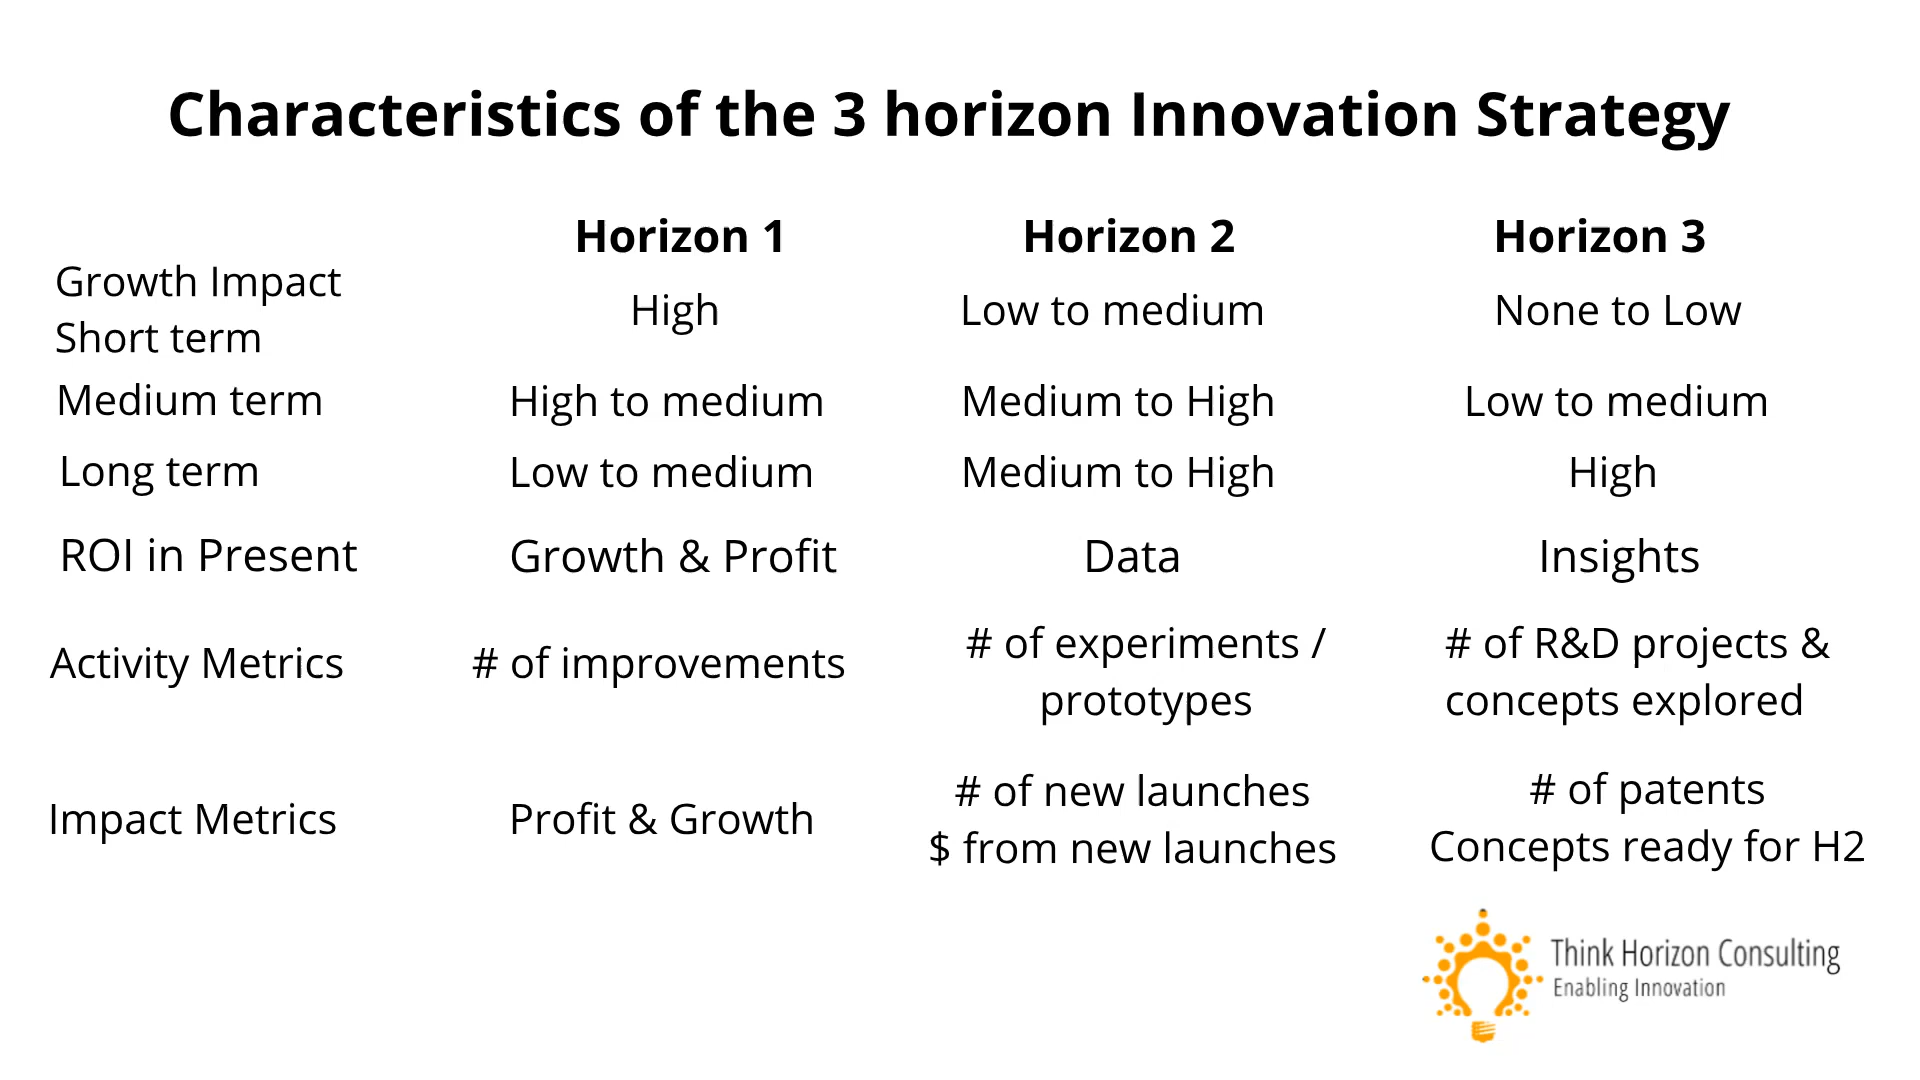 Characteristics of the 3 horizon Innovation Strategy
Horizon 1 Horizon 2 Horizon 3
Growth Impact
Short term High Low to medium None to Low
Medium term High to medium Medium to High Low to medium
Long term Low to medium Medium to High High
ROI in Present Growth & Profit Data Insights
Activity Metrics # of improvements # of experiments / # of R&D projects &
prototypes concepts explored
Impact Metrics Profit & Growth # of new launches # of patents
$ from new launches Concepts ready for H2
Think Horizon Consulting
Enabling Innovation